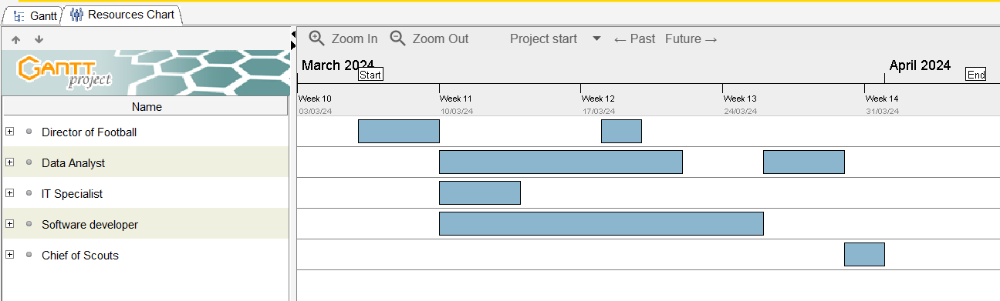 Gantt
Resources Chart
Zoom In
Zoom Out
Project start
← Past
Future →
GANTT
project
March 2024
April 2024
Start
End
Name
Week 10
Week 11
Week 12
Week 13
Week 14
03/03/24
10/03/24
17/03/24
24/03/24
31/03/24
Director of Football
Data Analyst
IT Specialist
Software developer
Chief of Scouts